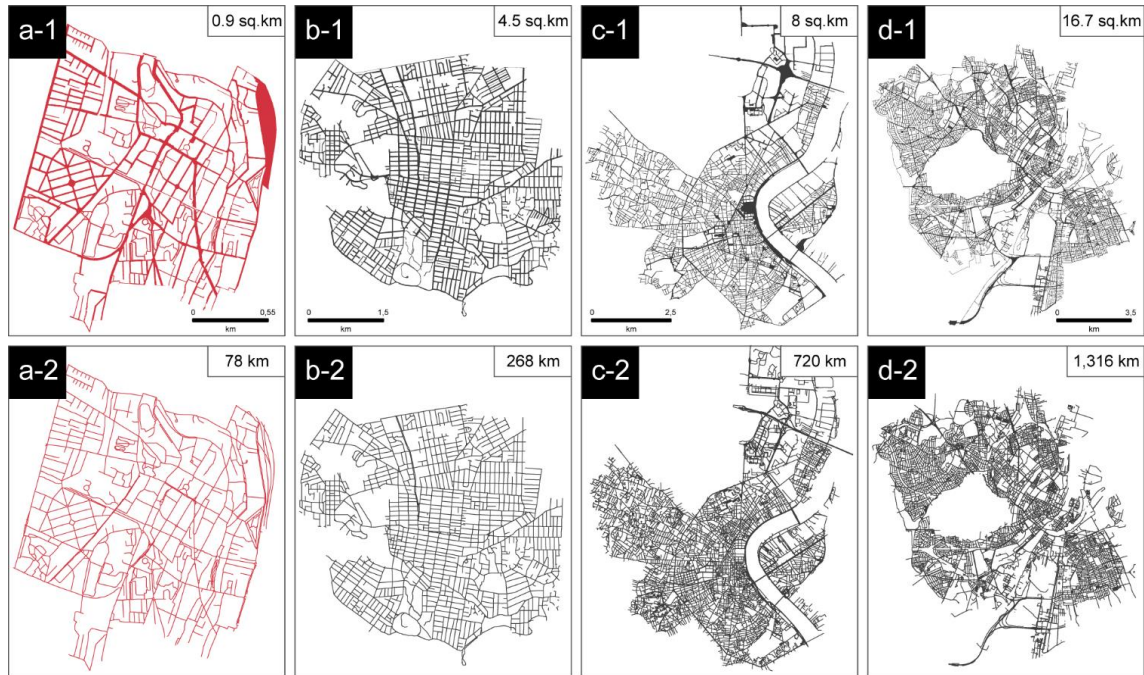 a-1
0.9 sq.km
0 0,55
km
b-1
4.5 sq.km
0 1,5
km
c-1
8 sq.km
0 2,5
km
d-1
16.7 sq.km
0 3,5
km
a-2
78 km
b-2
268 km
c-2
720 km
d-2
1,316 km